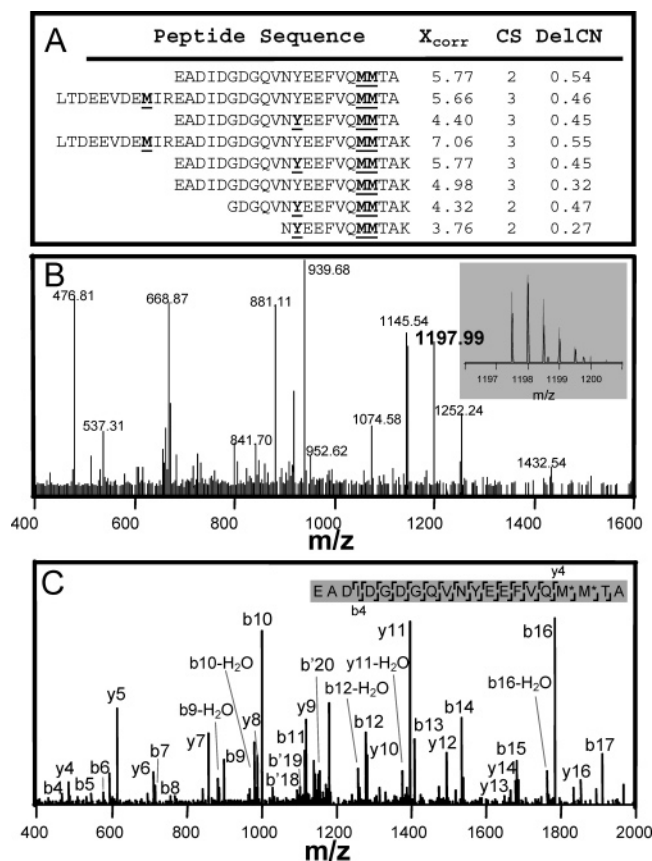 A
Peptide Sequence Xcorr CS DelCN
EADIDGDGQVNYEEFVQMMTA 5.77 2 0.54
LTDEEVDEMIREADIDGDGQVNYEEFVQMMTA 5.66 3 0.46
EADIDGDGQVNYEEFVQMMTA 4.40 3 0.45
LTDEEVDEMIREADIDGDGQVNYEEFVQMMTAK 7.06 3 0.55
EADIDGDGQVNYEEFVQMMTAK 5.77 3 0.45
EADIDGDGQVNYEEFVQMMTAK 4.98 3 0.32
GDGQVNYEEFVQMMTAK 4.32 2 0.47
NYEEFVQMMTAK 3.76 2 0.27
B
476.81
537.31
668.87
841.70
881.11
939.68
952.62
1074.58
1145.54
1197.99
1252.24
1432.54
1197 1198 1199 1200
m/z
400 600 800 1000 1200 1400 1600
m/z
C
y4
E A D I D G D G Q V N Y E E F V Q M* M* T A
b4
y4
b4
y5
b5
b6
b7
b8
y7
b9-H2O
b9
b10-H2O
y8
b10
b'18
b'19
b11
y9
b'20
b12-H2O
b12
y10
y11-H2O
y11
b13
y12
b14
y13
y14
b15
b16-H2O
b16
y16
b17
400 600 800 1000 1200 1400 1600 1800 2000
m/z